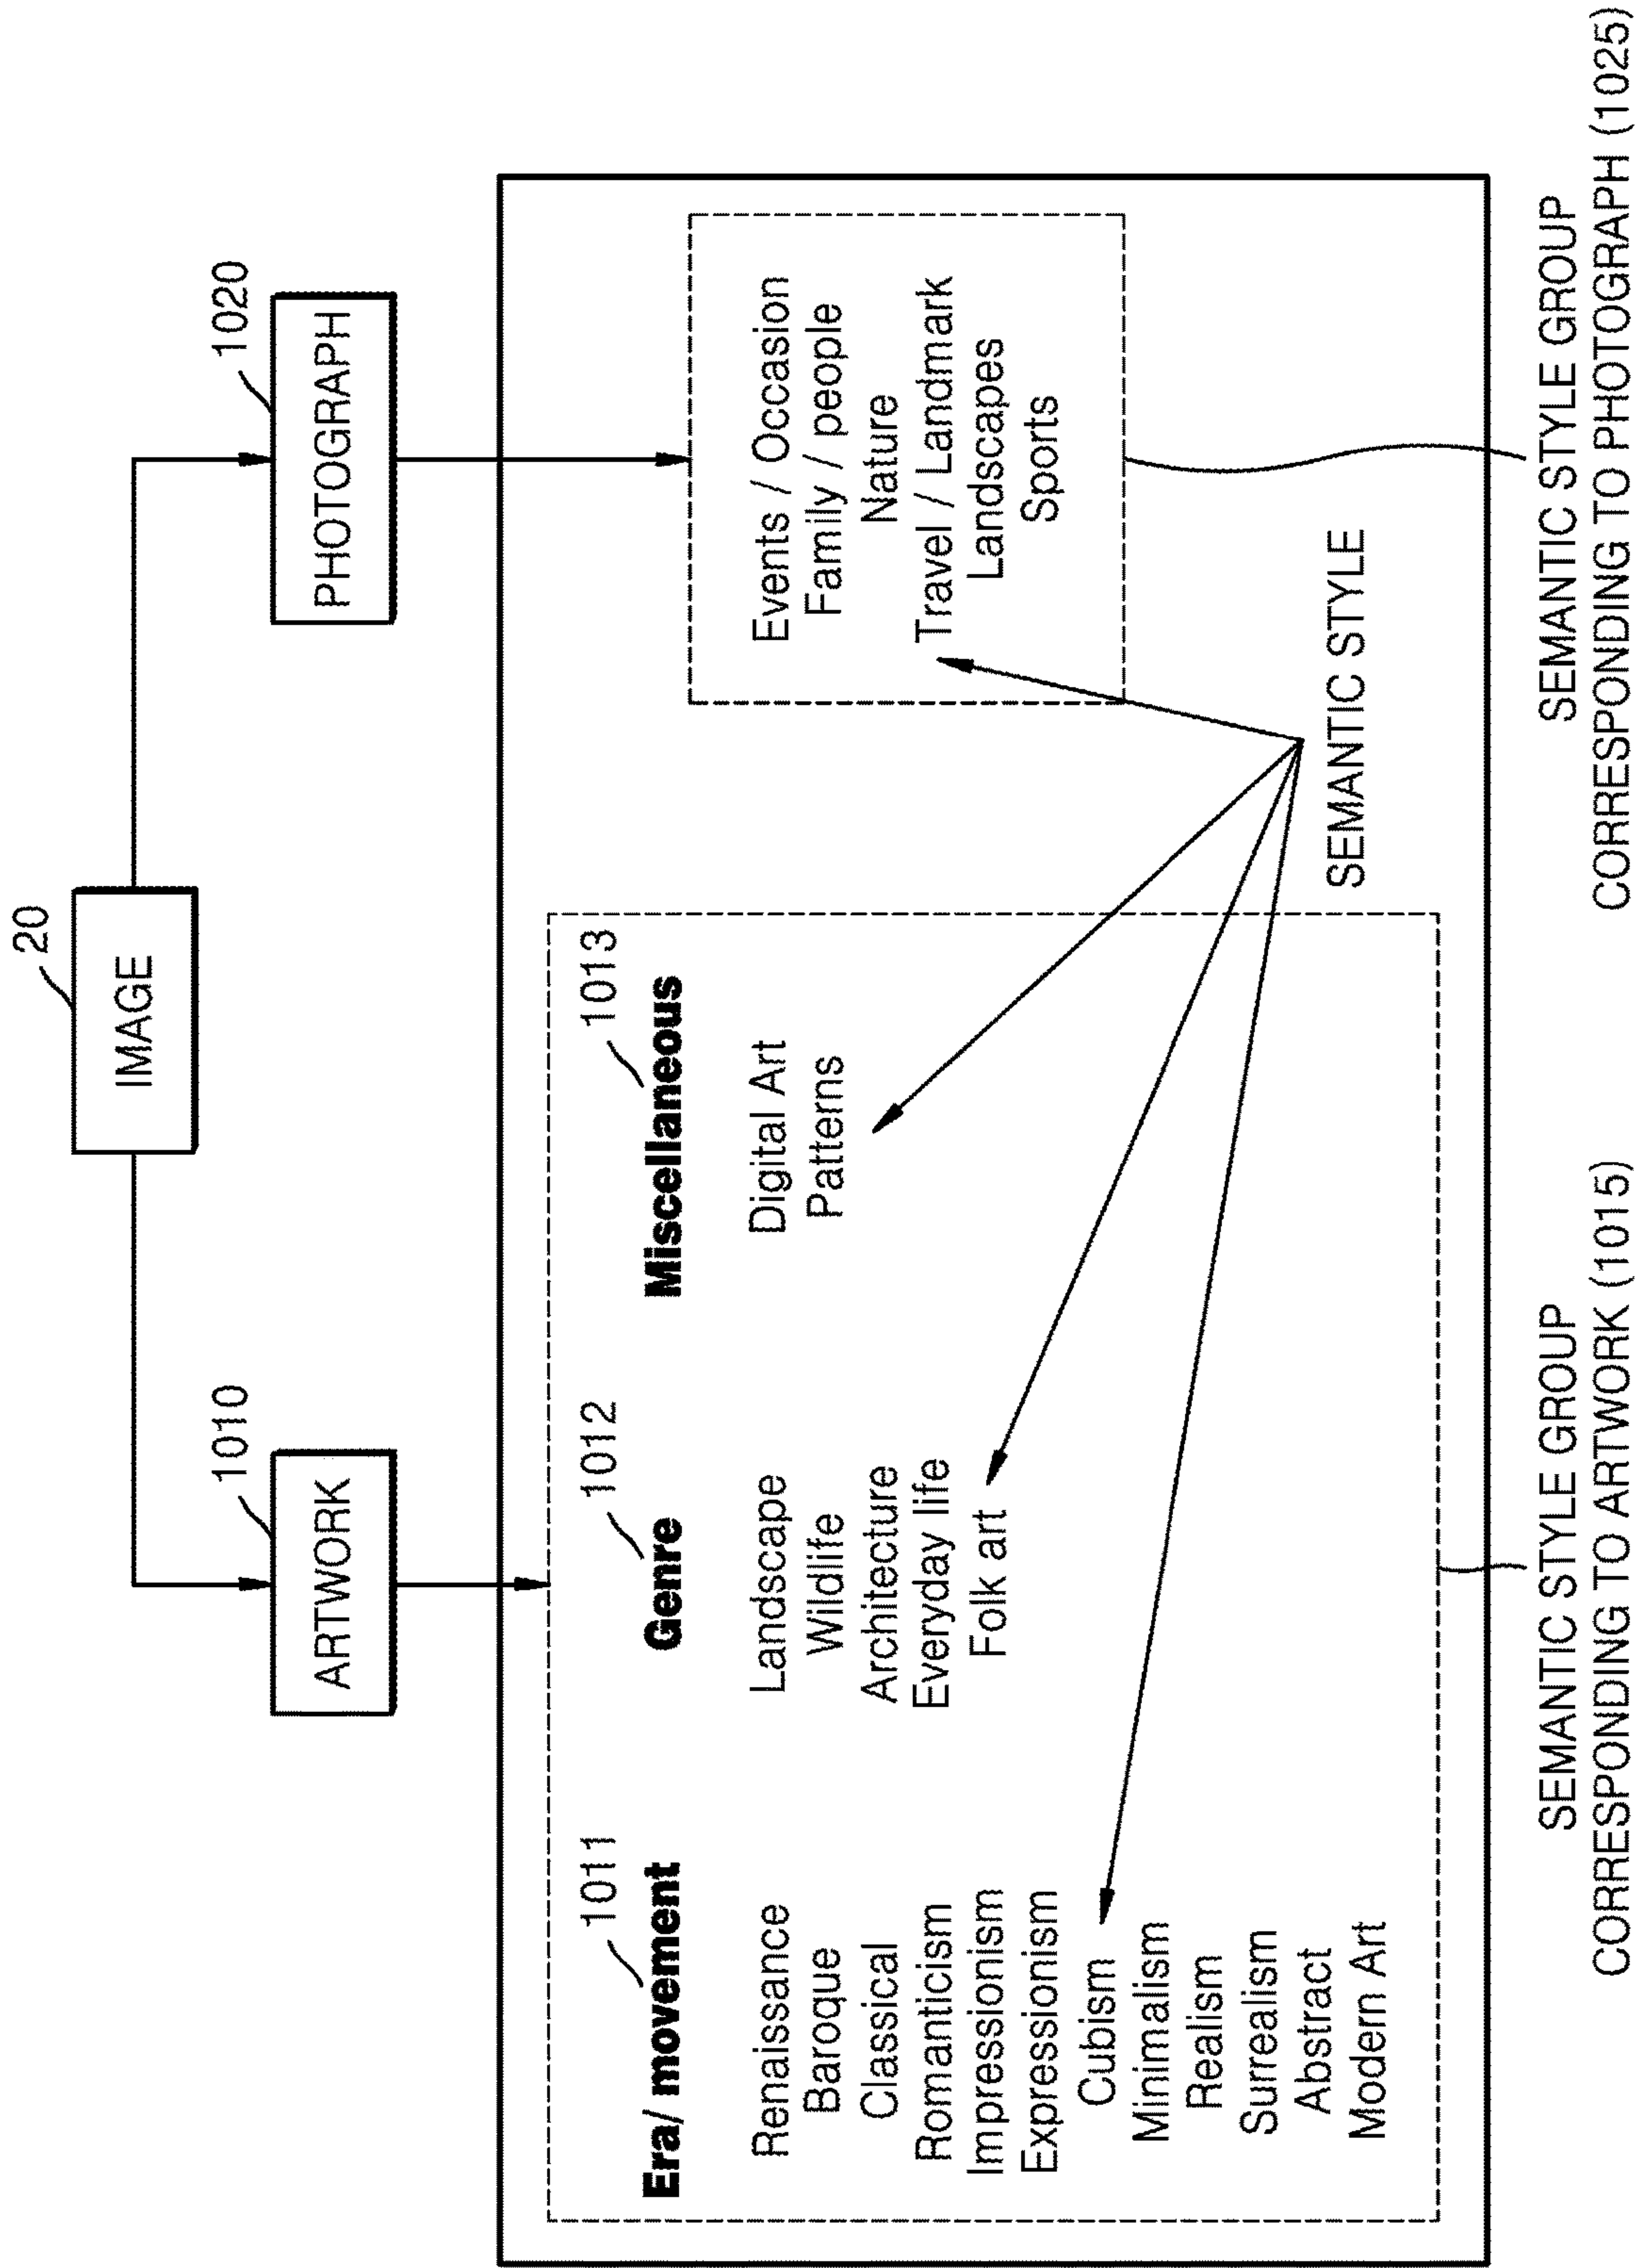 20
IMAGE
1010
ARTWORK
1020
PHOTOGRAPH
1011
Era/ movement
Renaissance
Baroque
Classical
Romanticism
Impressionism
Expressionism
Cubism
Minimalism
Realism
Surrealism
Abstract
Modern Art
1012
Genre
Landscape
Wildlife
Architecture
Everyday life
Folk art
1013
Miscellaneous
Digital Art
Patterns
Events / Occasion
Family / people
Nature
Travel / Landmark
Landscapes
Sports
SEMANTIC STYLE
SEMANTIC STYLE GROUP
CORRESPONDING TO ARTWORK (1015)
SEMANTIC STYLE GROUP
CORRESPONDING TO PHOTOGRAPH (1025)